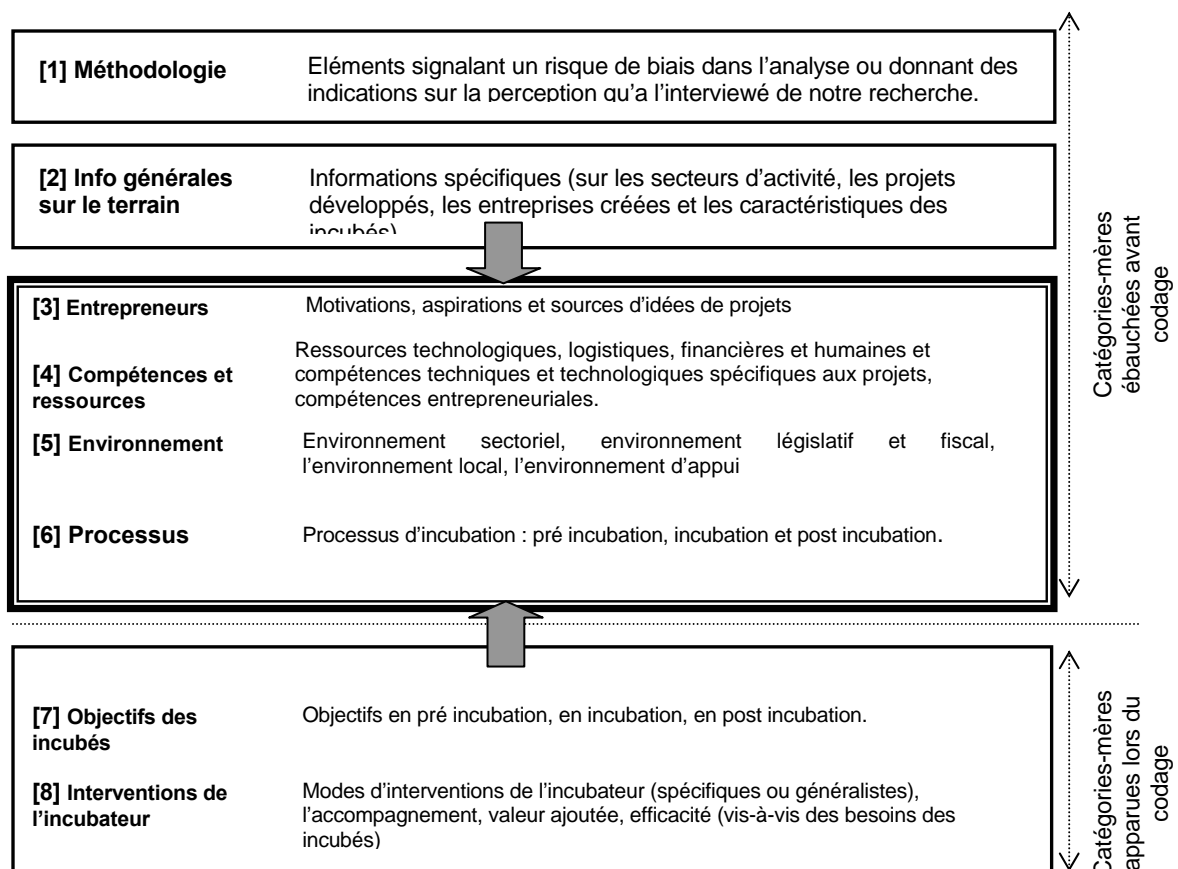 [1] Méthodologie
Eléments signalant un risque de biais dans l’analyse ou donnant des
indications sur la perception qu’a l’interviewé de notre recherche.
[2] Info générales
sur le terrain
Informations spécifiques (sur les secteurs d’activité, les projets
développés, les entreprises créées et les caractéristiques des
incubés)
[3] Entrepreneurs
Motivations, aspirations et sources d’idées de projets
[4] Compétences et
ressources
Ressources technologiques, logistiques, financières et humaines et
compétences techniques et technologiques spécifiques aux projets,
compétences entrepreneuriales.
[5] Environnement
Environnement sectoriel, environnement législatif et fiscal,
l’environnement local, l’environnement d’appui
[6] Processus
Processus d’incubation : pré incubation, incubation et post incubation.
Catégories-mères
ébauchées avant
codage
[7] Objectifs des
incubés
Objectifs en pré incubation, en incubation, en post incubation.
[8] Interventions de
l’incubateur
Modes d’interventions de l’incubateur (spécifiques ou généralistes),
l’accompagnement, valeur ajoutée, efficacité (vis-à-vis des besoins des
incubés)
Catégories-mères
apparues lors du
codage